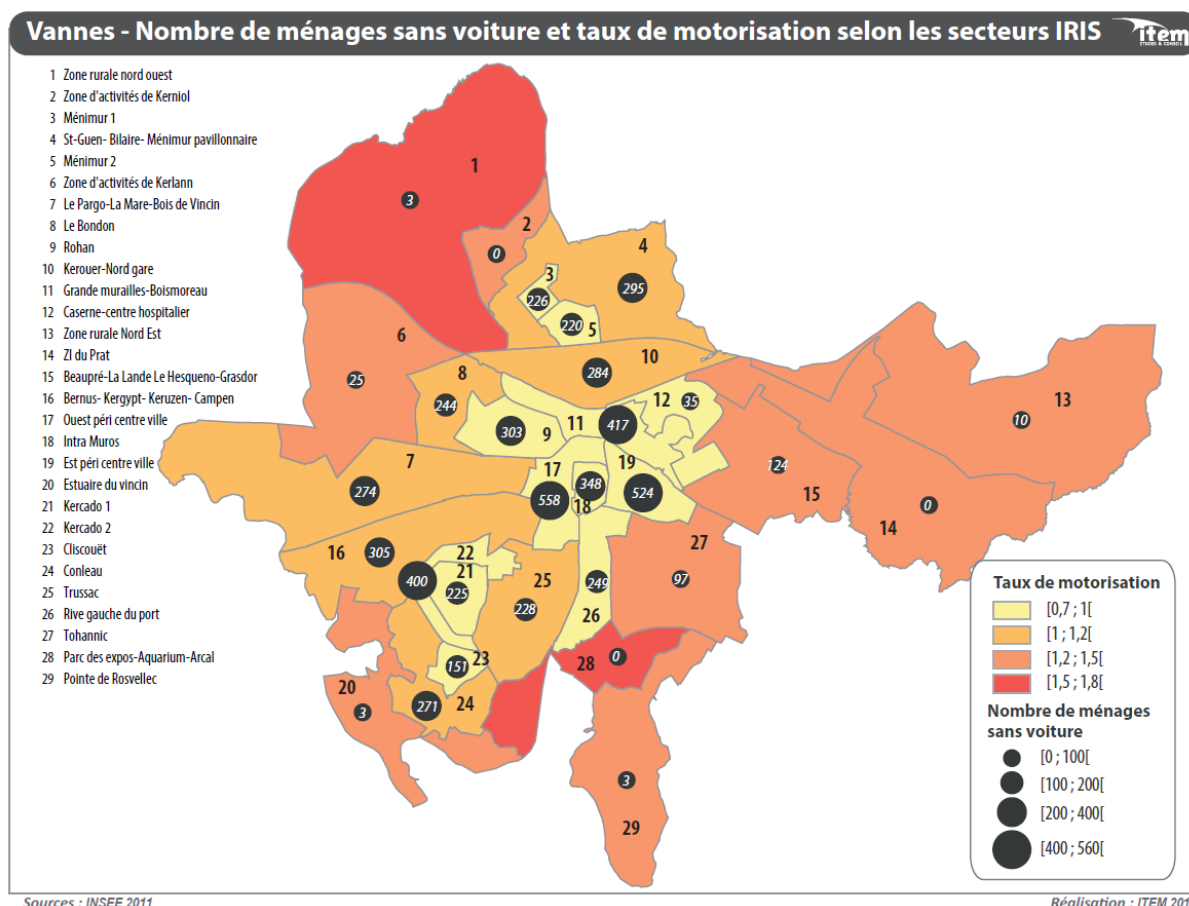 Vannes - Nombre de ménages sans voiture et taux de motorisation selon les secteurs IRIS
item
ETUDES & CONSEIL
1 Zone rurale nord ouest
2 Zone d'activités de Kerniol
3 Ménimur 1
4 St-Guen- Bilaire- Ménimur pavillonnaire
5 Ménimur 2
6 Zone d'activités de Kerlann
7 Le Pargo-La Mare-Bois de Vincin
8 Le Bondon
9 Rohan
10 Kerouer-Nord gare
11 Grande murailles-Boismoreau
12 Caserne-centre hospitalier
13 Zone rurale Nord Est
14 ZI du Prat
15 Beaupré-La Lande Le Hesqueno-Grasdor
16 Bernus- Kergypt- Keruzen- Campen
17 Ouest péri centre ville
18 Intra Muros
19 Est péri centre ville
20 Estuaire du vincin
21 Kercado 1
22 Kercado 2
23 Cliscouët
24 Conleau
25 Trussac
26 Rive gauche du port
27 Tohannic
28 Parc des expos-Aquarium-Arcal
29 Pointe de Rosvellec
1
3
2
0
4
3
226
295
220
5
6
25
10
284
8
244
12
35
303
9
11
417
13
10
7
274
17
19
124
15
558
348
18
524
0
14
16
305
22
21
400
225
25
228
249
26
27
97
23
151
28
0
20
3
271
24
3
29
Taux de motorisation
[0,7 ; 1[
[1 ; 1,2[
[1,2 ; 1,5[
[1,5 ; 1,8[
Nombre de ménages
sans voiture
[0 ; 100[
[100 ; 200[
[200 ; 400[
[400 ; 560[
Sources : INSEE 2011
Réalisation : ITEM 201